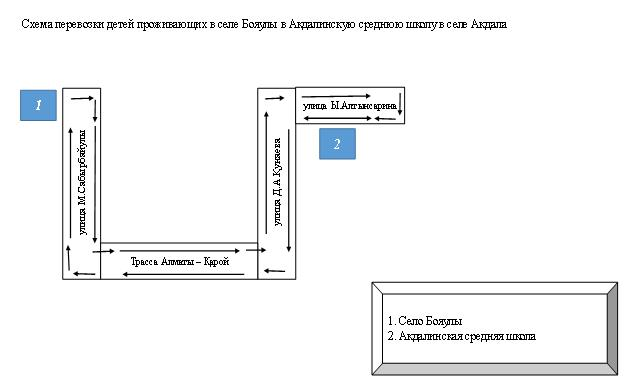 Схема перевозки детей проживающих в селе Бояулы в Акдалинскую среднюю школу в селе Акдала
1
улица Ы.Алтынсарина
2
улица М.Сабырбайулы
улица Д.А.Кунаева
Трасса Алматы – Қарой
1. Село Бояулы
2. Акдалинская средняя школа